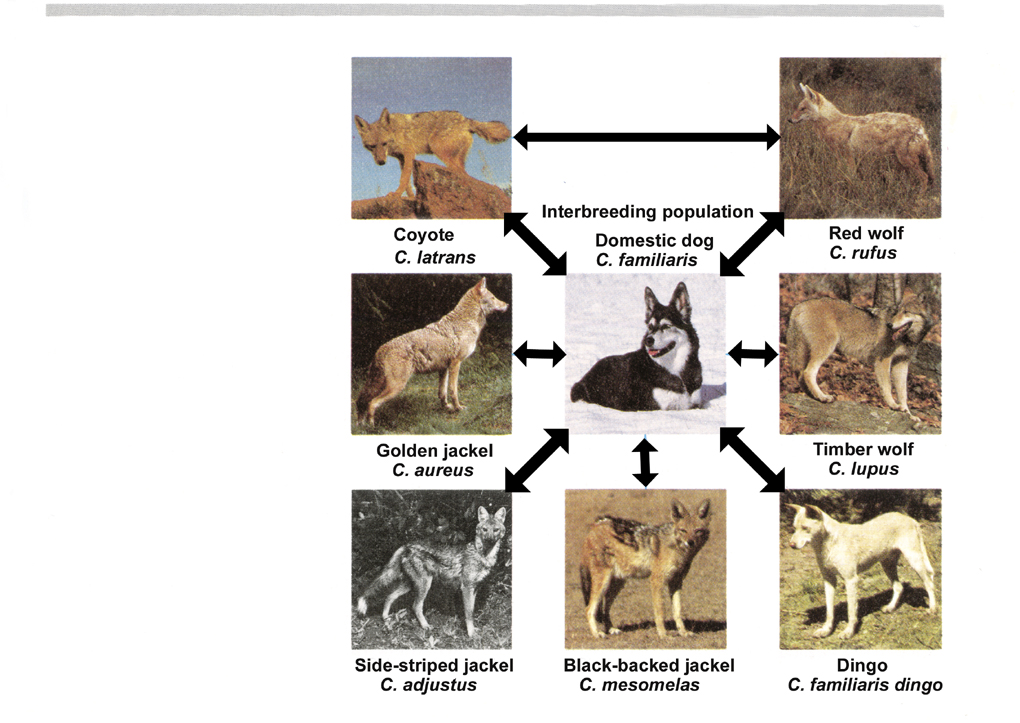 Interbreeding population
Coyote
C. latrans
Domestic dog
C. familiaris
Red wolf
C. rufus
Golden jackel
C. aureus
Timber wolf
C. lupus
Side-striped jackel
C. adjustus
Black-backed jackel
C. mesomelas
Dingo
C. familiaris dingo